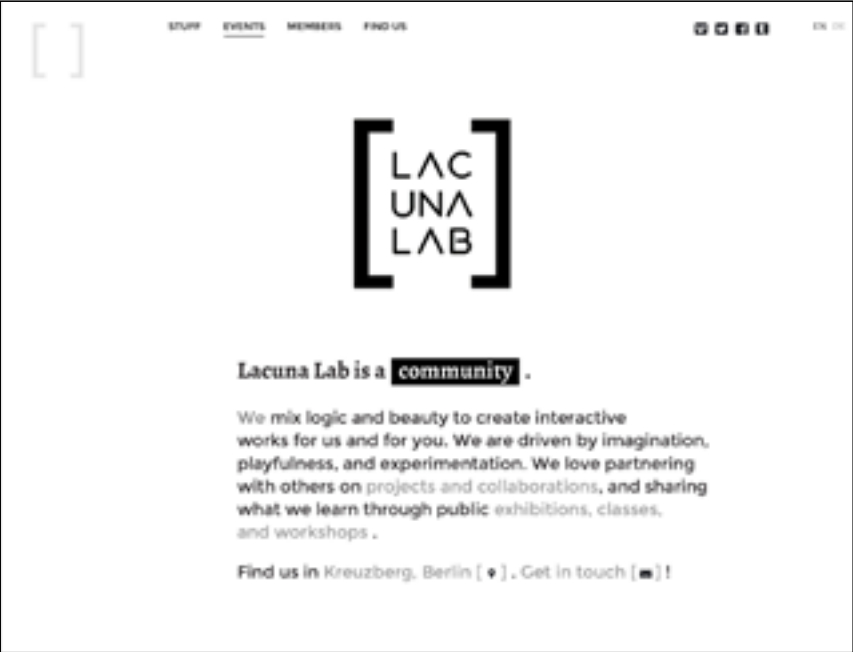 STUFF EVENTS MEMBERS FIND US EN DE
LAC
UNA
LAB
Lacuna Lab is a community .
We mix logic and beauty to create interactive
works for us and for you. We are driven by imagination,
playfulness, and experimentation. We love partnering
with others on projects and collaborations, and sharing
what we learn through public exhibitions, classes,
and workshops .
Find us in Kreuzberg, Berlin [ ] . Get in touch [ ] !